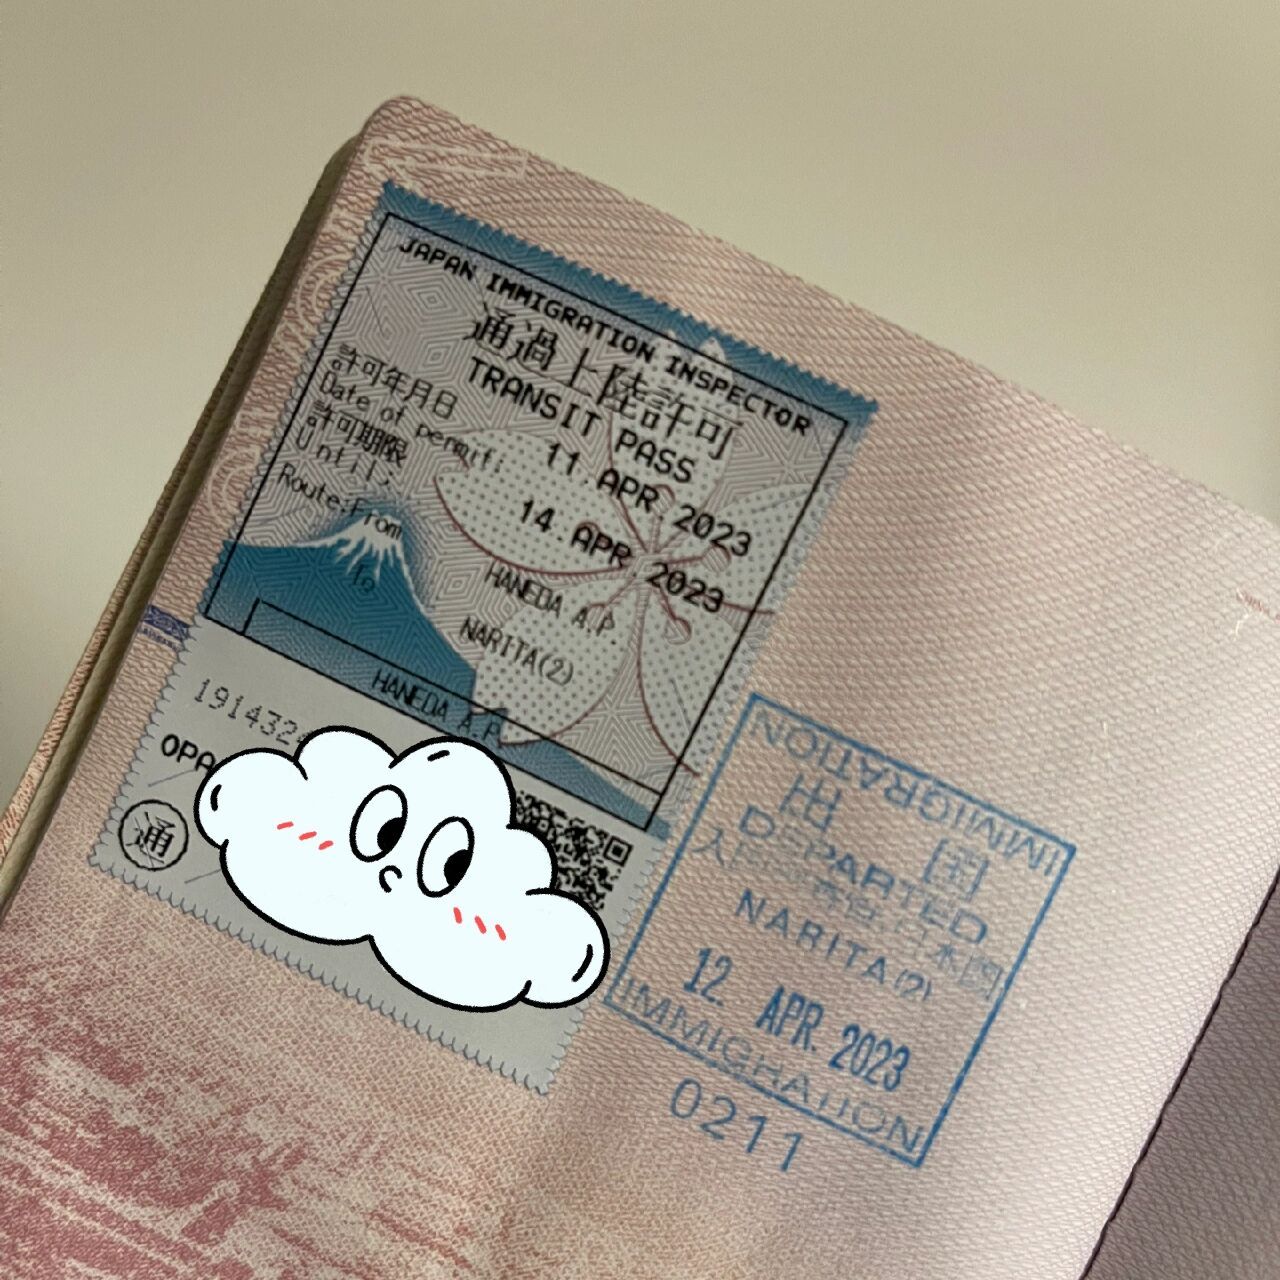 JAPAN IMMIGRATION INSPECTOR
通過上陸許可
TRANSIT PASS
許可年月日
Date of permit:
11. APR. 2023
許可期限
Until:
14. APR. 2023
Route:From
HANEDA A.P.
To
NARITA(2)
HANEDA A.P.
通
IMMIGRATION
出国
DEPARTED
NARITA(2)
12. APR. 2023
IMMIGRATION
0211